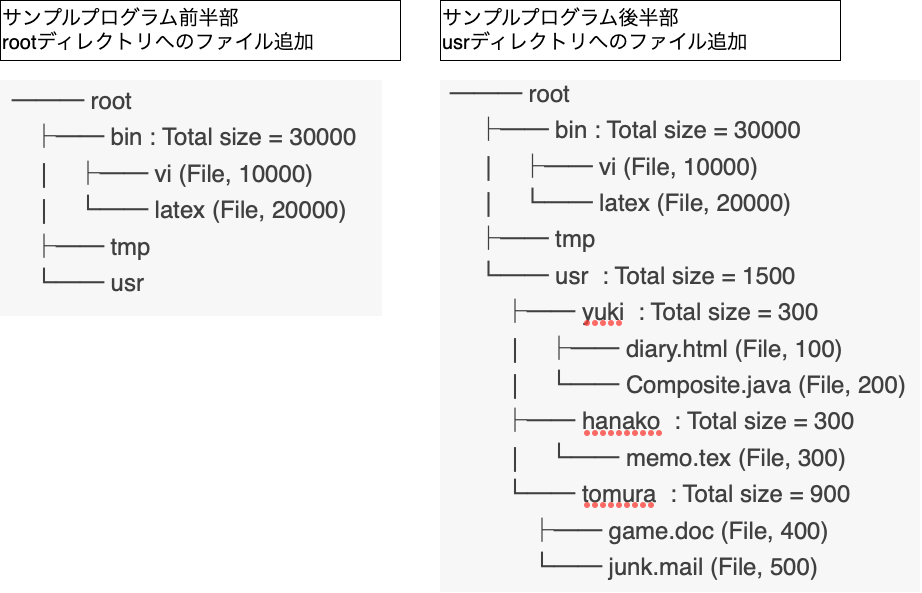 サンプルプログラム前半部
rootディレクトリへのファイル追加
root
bin : Total size = 30000
vi (File, 10000)
latex (File, 20000)
tmp
usr
サンプルプログラム後半部
usrディレクトリへのファイル追加
root
bin : Total size = 30000
vi (File, 10000)
latex (File, 20000)
tmp
usr : Total size = 1500
yuki : Total size = 300
diary.html (File, 100)
Composite.java (File, 200)
hanako : Total size = 300
memo.tex (File, 300)
tomura : Total size = 900
game.doc (File, 400)
junk.mail (File, 500)